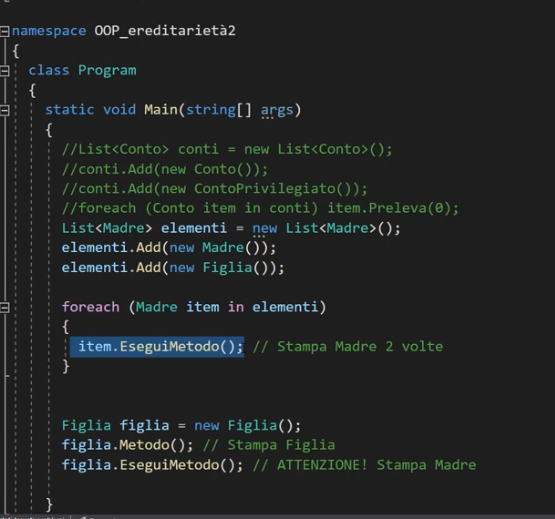 namespace OOP_ereditarietà2
{
class Program
{
static void Main(string[] args)
{
//List<Conto> conti = new List<Conto>();
//conti.Add(new Conto());
//conti.Add(new ContoPrivilegiato());
//foreach (Conto item in conti) item.Preleva(0);
List<Madre> elementi = new List<Madre>();
elementi.Add(new Madre());
elementi.Add(new Figlia());
foreach (Madre item in elementi)
{
item.EseguiMetodo(); // Stampa Madre 2 volte
}
Figlia figlia = new Figlia();
figlia.Metodo(); // Stampa Figlia
figlia.EseguiMetodo(); // ATTENZIONE! Stampa Madre
}